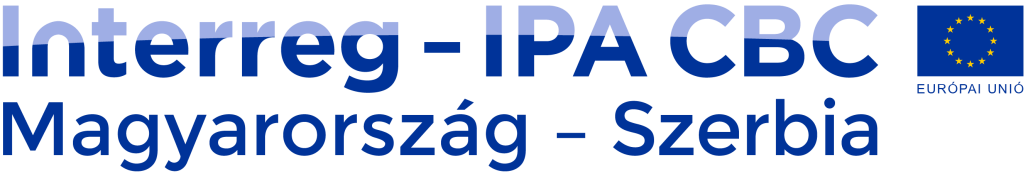 Interreg – IPA CBC
Magyarország – Szerbia
EURÓPAI UNIÓ